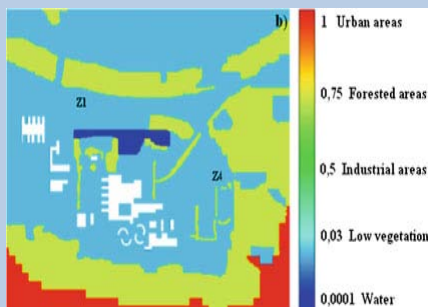 b)
1 Urban areas
0,75 Forested areas
Z1
0,5 Industrial areas
Z4
0,03 Low vegetation
0,0001 Water